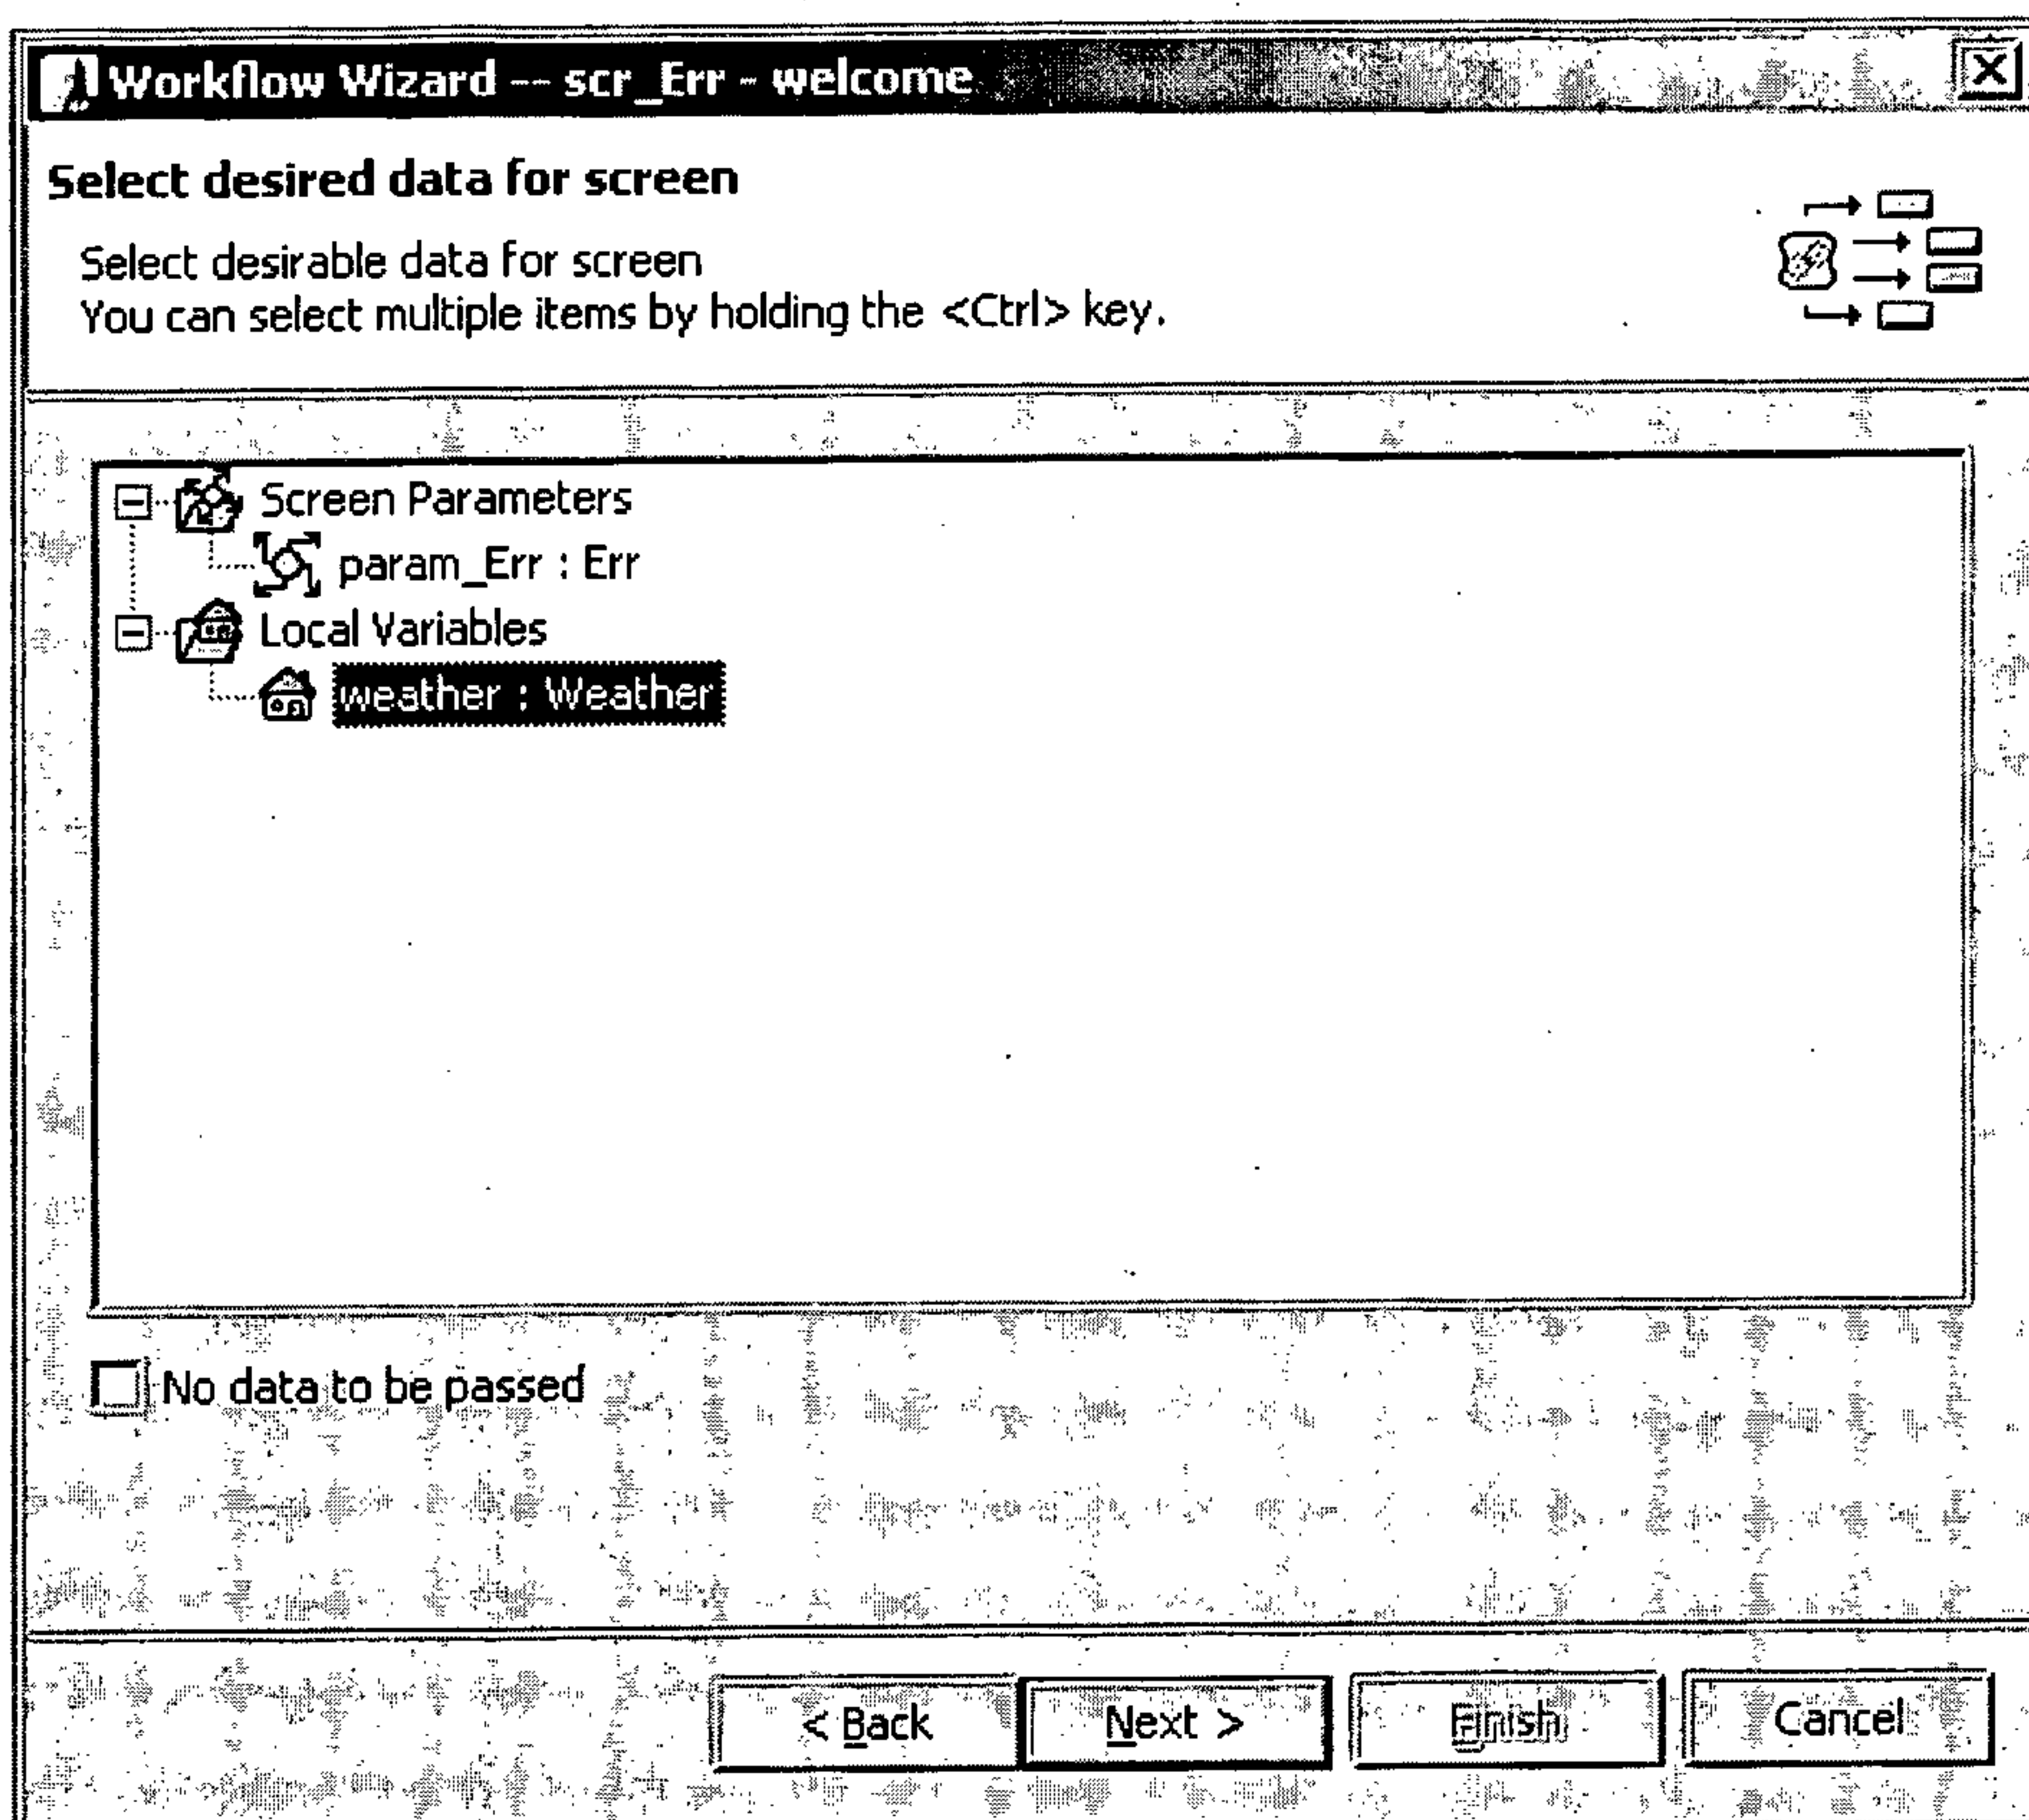 Workflow Wizard -- scr_Err - welcome
Select desired data for screen
Select desirable data for screen
You can select multiple items by holding the <Ctrl> key.
Screen Parameters
param_Err : Err
Local Variables
weather : Weather
No data to be passed
< Back Next > Finish Cancel